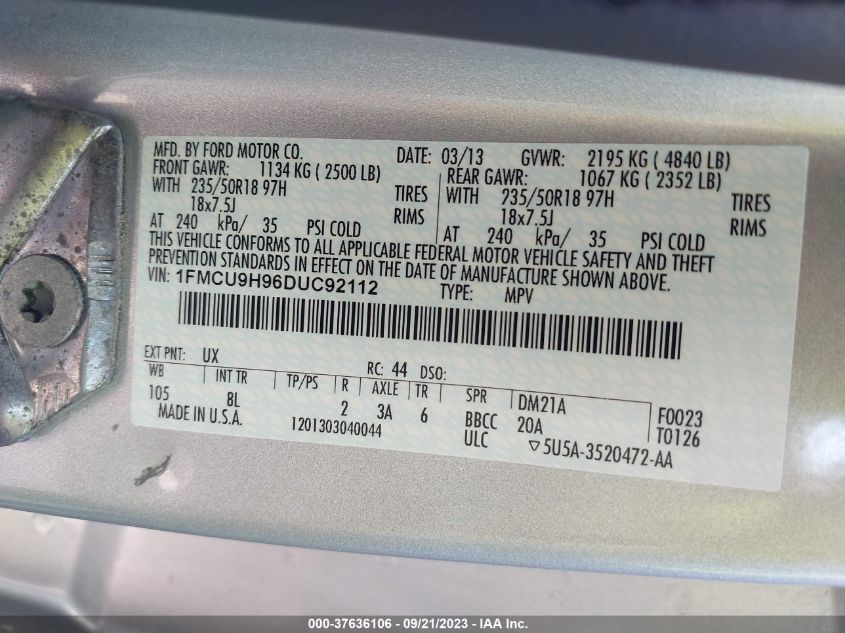 MFD. BY FORD MOTOR CO. DATE: 03/13 GVWR: 2195 KG ( 4840 LB)
FRONT GAWR: 1134 KG ( 2500 LB) REAR GAWR: 1067 KG ( 2352 LB)
WITH 235/50R18 97H TIRES WITH 235/50R18 97H TIRES
18x7.5J RIMS 18x7.5J RIMS
AT 240 kPa/ 35 PSI COLD AT 240 kPa/ 35 PSI COLD
THIS VEHICLE CONFORMS TO ALL APPLICABLE FEDERAL MOTOR VEHICLE SAFETY AND THEFT
PREVENTION STANDARDS IN EFFECT ON THE DATE OF MANUFACTURE SHOWN ABOVE.
VIN: 1FMCU9H96DUC92112 TYPE: MPV
EXT PNT: UX RC: 44 DSO:
WB INT TR TP/PS R AXLE TR SPR DM21A F0023
105 8L 2 3A 6 BBCC 20A T0126
MADE IN U.S.A. 1201303040044 ULC ▽5U5A-3520472-AA
000-37636106 - 09/21/2023 - IAA Inc.